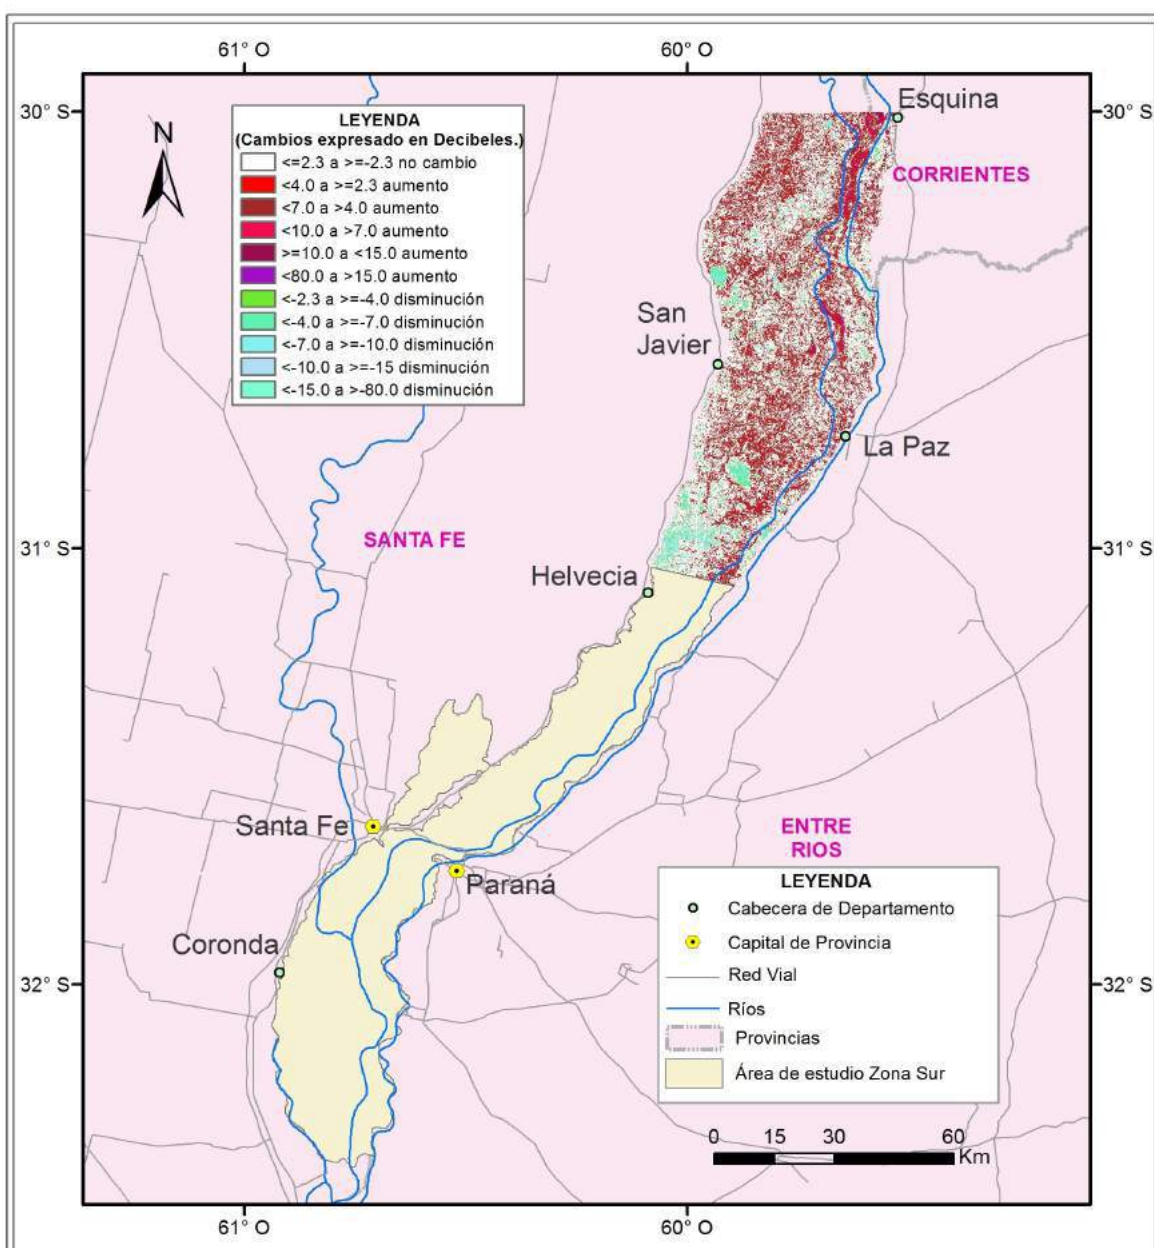 61° O
60° O
30° S
30° S
N
LEYENDA
(Cambios expresado en Decibeles.)
<=2.3 a >=-2.3 no cambio
<4.0 a >=2.3 aumento
<7.0 a >4.0 aumento
<10.0 a >7.0 aumento
>=10.0 a <15.0 aumento
<80.0 a >15.0 aumento
<-2.3 a >=-4.0 disminución
<-4.0 a >=-7.0 disminución
<-7.0 a >=-10.0 disminución
<-10.0 a >=-15 disminución
<-15.0 a >-80.0 disminución
Esquina
CORRIENTES
San
Javier
La Paz
SANTA FE
31° S
31° S
Helvecia
Santa Fe
ENTRE
RIOS
Paraná
Coronda
32° S
32° S
LEYENDA
Cabecera de Departamento
Capital de Provincia
Red Vial
Ríos
Provincias
Área de estudio Zona Sur
0 15 30 60
Km
61° O
60° O